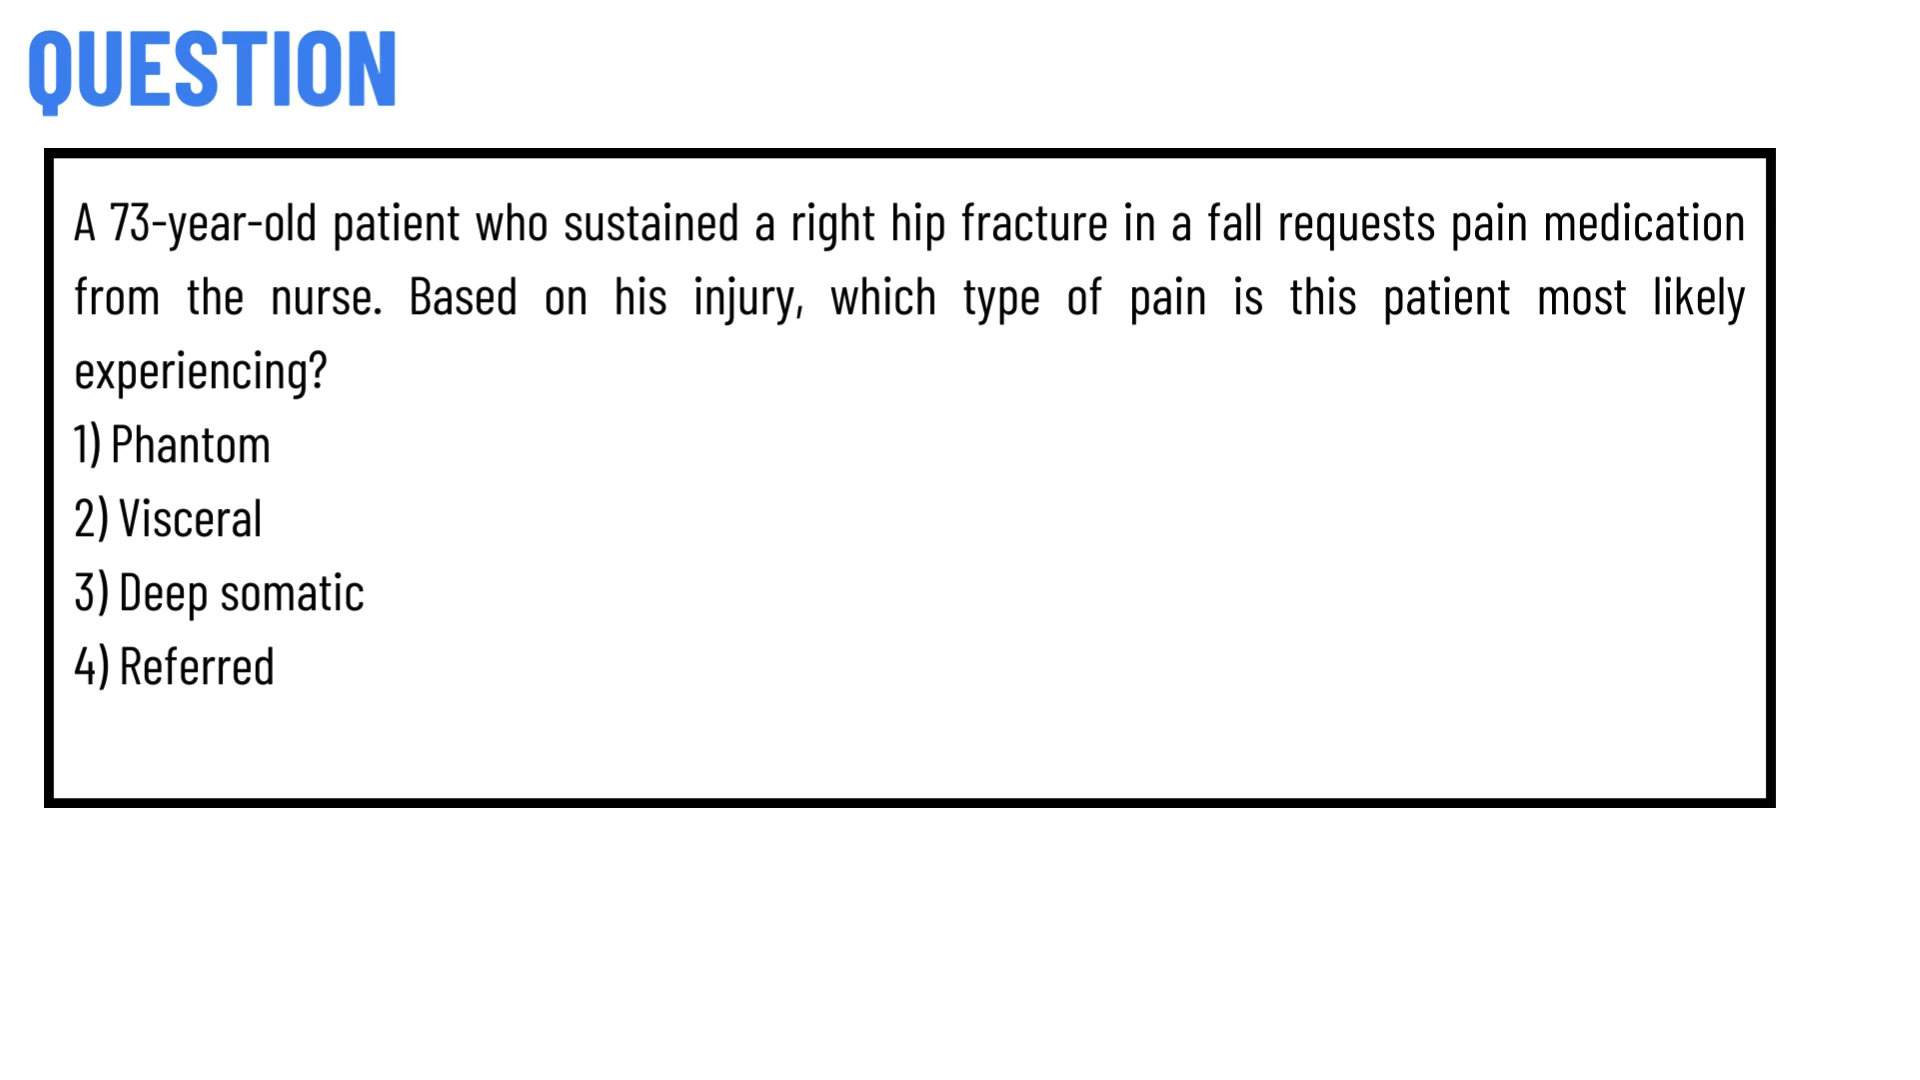 QUESTION
A 73-year-old patient who sustained a right hip fracture in a fall requests pain medication
from the nurse. Based on his injury, which type of pain is this patient most likely
experiencing?
1) Phantom
2) Visceral
3) Deep somatic
4) Referred